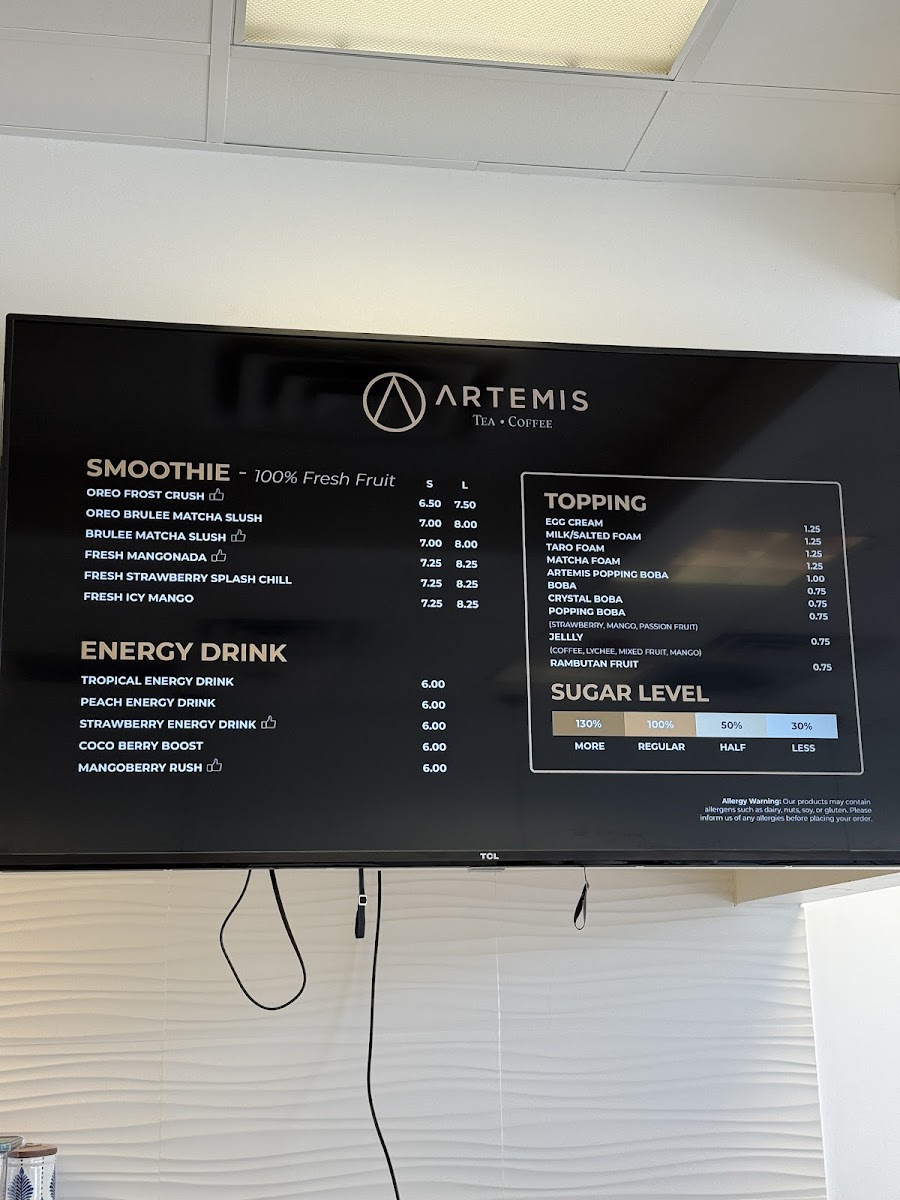 ARTEMIS
TEA • COFFEE
SMOOTHIE - 100% Fresh Fruit S L
OREO FROST CRUSH 6.50 7.50
OREO BRULEE MATCHA SLUSH 7.00 8.00
BRULEE MATCHA SLUSH 7.00 8.00
FRESH MANGONADA 7.25 8.25
FRESH STRAWBERRY SPLASH CHILL 7.25 8.25
FRESH ICY MANGO 7.25 8.25
ENERGY DRINK
TROPICAL ENERGY DRINK 6.00
PEACH ENERGY DRINK 6.00
STRAWBERRY ENERGY DRINK 6.00
COCO BERRY BOOST 6.00
MANGOBERRY RUSH 6.00
TOPPING
EGG CREAM 1.25
MILK/SALTED FOAM 1.25
TARO FOAM 1.25
MATCHA FOAM 1.25
ARTEMIS POPPING BOBA 1.00
BOBA 0.75
CRYSTAL BOBA 0.75
POPPING BOBA 0.75
(STRAWBERRY, MANGO, PASSION FRUIT)
JELLLY 0.75
(COFFEE, LYCHEE, MIXED FRUIT, MANGO)
RAMBUTAN FRUIT 0.75
SUGAR LEVEL
130% 100% 50% 30%
MORE REGULAR HALF LESS
Allergy Warning: Our products may contain
allergens such as dairy, nuts, soy, or gluten. Please
inform us of any allergies before placing your order.
TCL